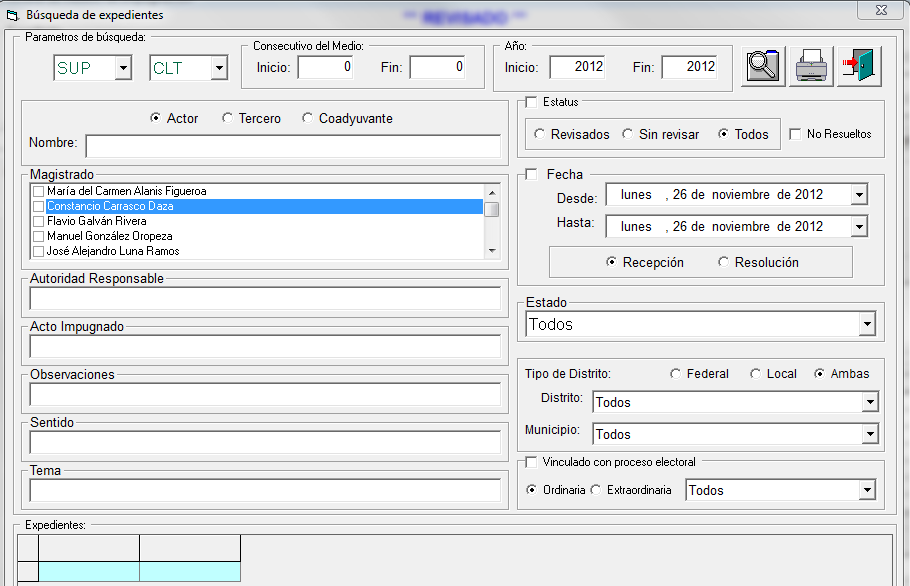 Búsqueda de expedientes
** REVISADO **
Parametros de búsqueda:
SUP
CLT
Consecutivo del Medio:
Inicio: 0 Fin: 0
Año:
Inicio: 2012 Fin: 2012
Actor Tercero Coadyuvante
Nombre:
Magistrado
María del Carmen Alanis Figueroa
Constancio Carrasco Daza
Flavio Galván Rivera
Manuel González Oropeza
José Alejandro Luna Ramos
Autoridad Responsable
Acto Impugnado
Observaciones
Sentido
Tema
Estatus
Revisados Sin revisar Todos No Resueltos
Fecha
Desde: lunes , 26 de noviembre de 2012
Hasta: lunes , 26 de noviembre de 2012
Recepción Resolución
Estado
Todos
Tipo de Distrito: Federal Local Ambas
Distrito: Todos
Municipio: Todos
Vinculado con proceso electoral
Ordinaria Extraordinaria Todos
Expedientes: